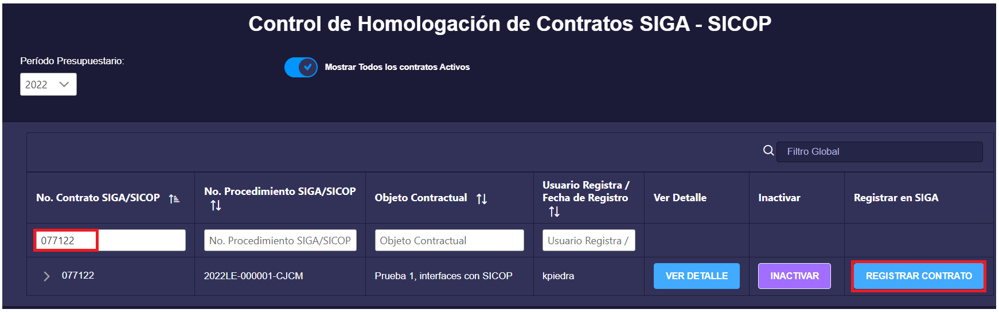 Control de Homologación de Contratos SIGA - SICOP
Período Presupuestario:
2022
Mostrar Todos los contratos Activos
Filtro Global
No. Contrato SIGA/SICOP
No. Procedimiento SIGA/SICOP
Objeto Contractual
Usuario Registra /
Fecha de Registro
Ver Detalle
Inactivar
Registrar en SIGA
077122
No. Procedimiento SIGA/SICOP
Objeto Contractual
Usuario Registra /
077122
2022LE-000001-CJCM
Prueba 1, interfaces con SICOP
kpiedra
VER DETALLE
INACTIVAR
REGISTRAR CONTRATO